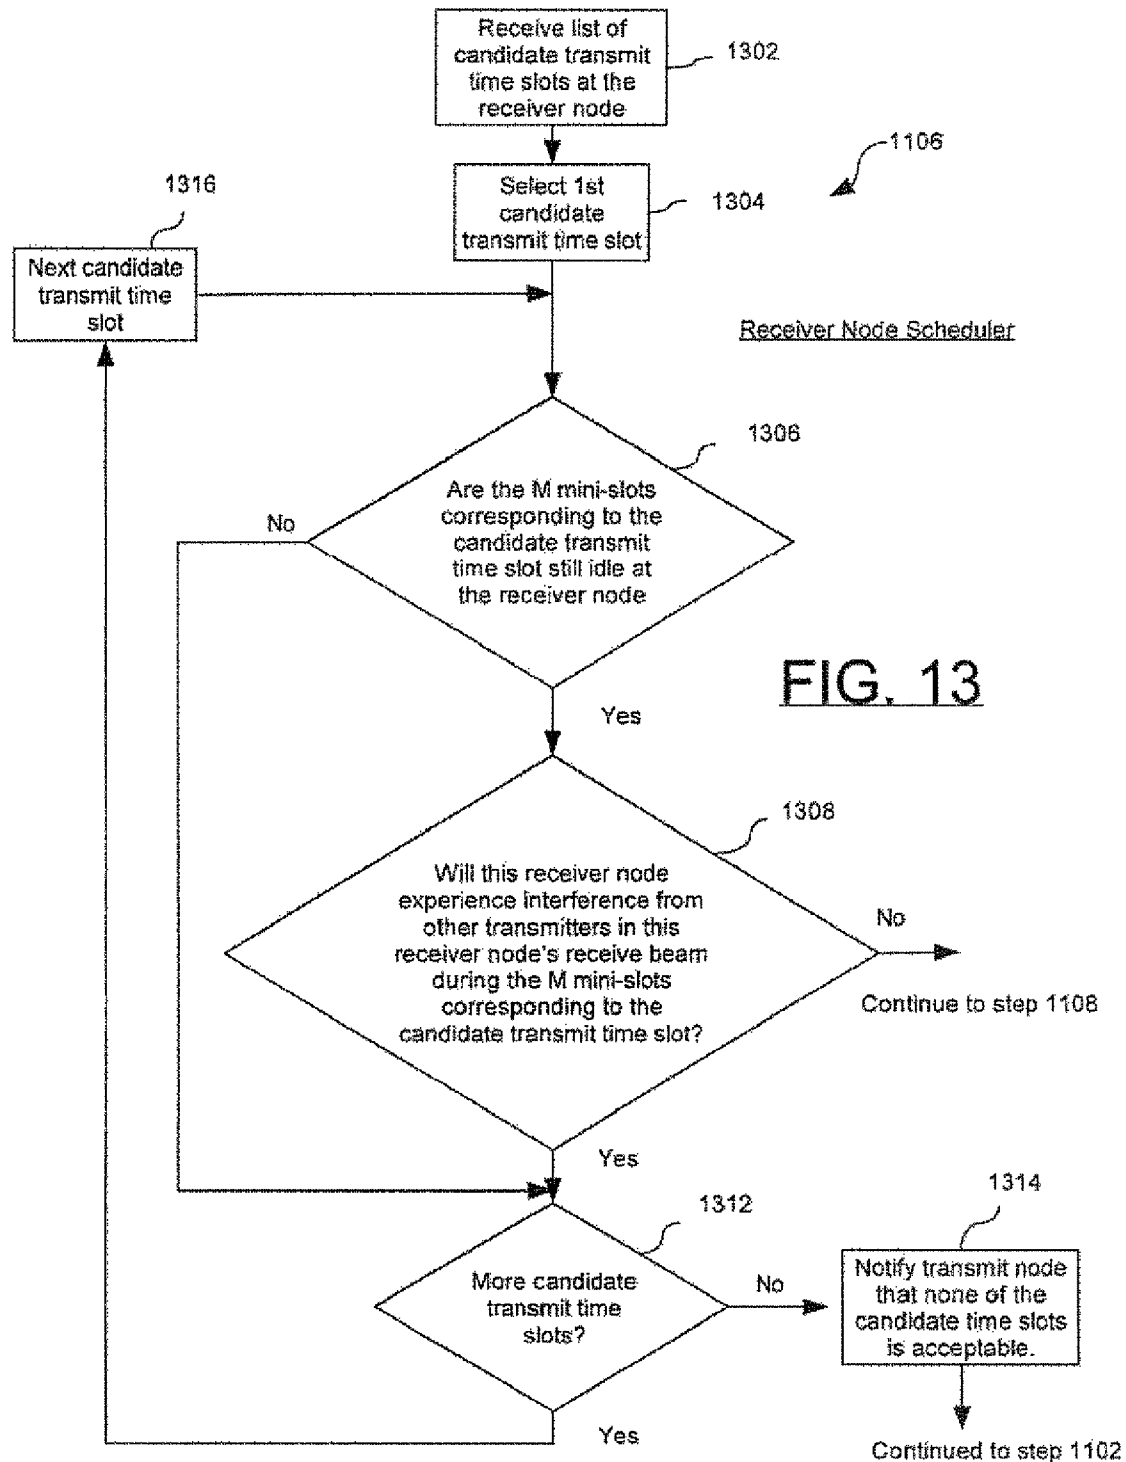 Receive list of
candidate transmit
time slots at the
receiver node
1302
1106
Select 1st
candidate
transmit time slot
1304
1316
Next candidate
transmit time
slot
Receiver Node Scheduler
1306
Are the M mini-slots
corresponding to the
candidate transmit
time slot still idle at
the receiver node
No
FIG. 13
Yes
1308
Will this receiver node
experience interference from
other transmitters in this
receiver node's receive beam
during the M mini-slots
corresponding to the
candidate transmit time slot?
No
Continue to step 1108
Yes
1312
More candidate
transmit time
slots?
No
1314
Notify transmit node
that none of the
candidate time slots
is acceptable.
Yes
Continued to step 1102